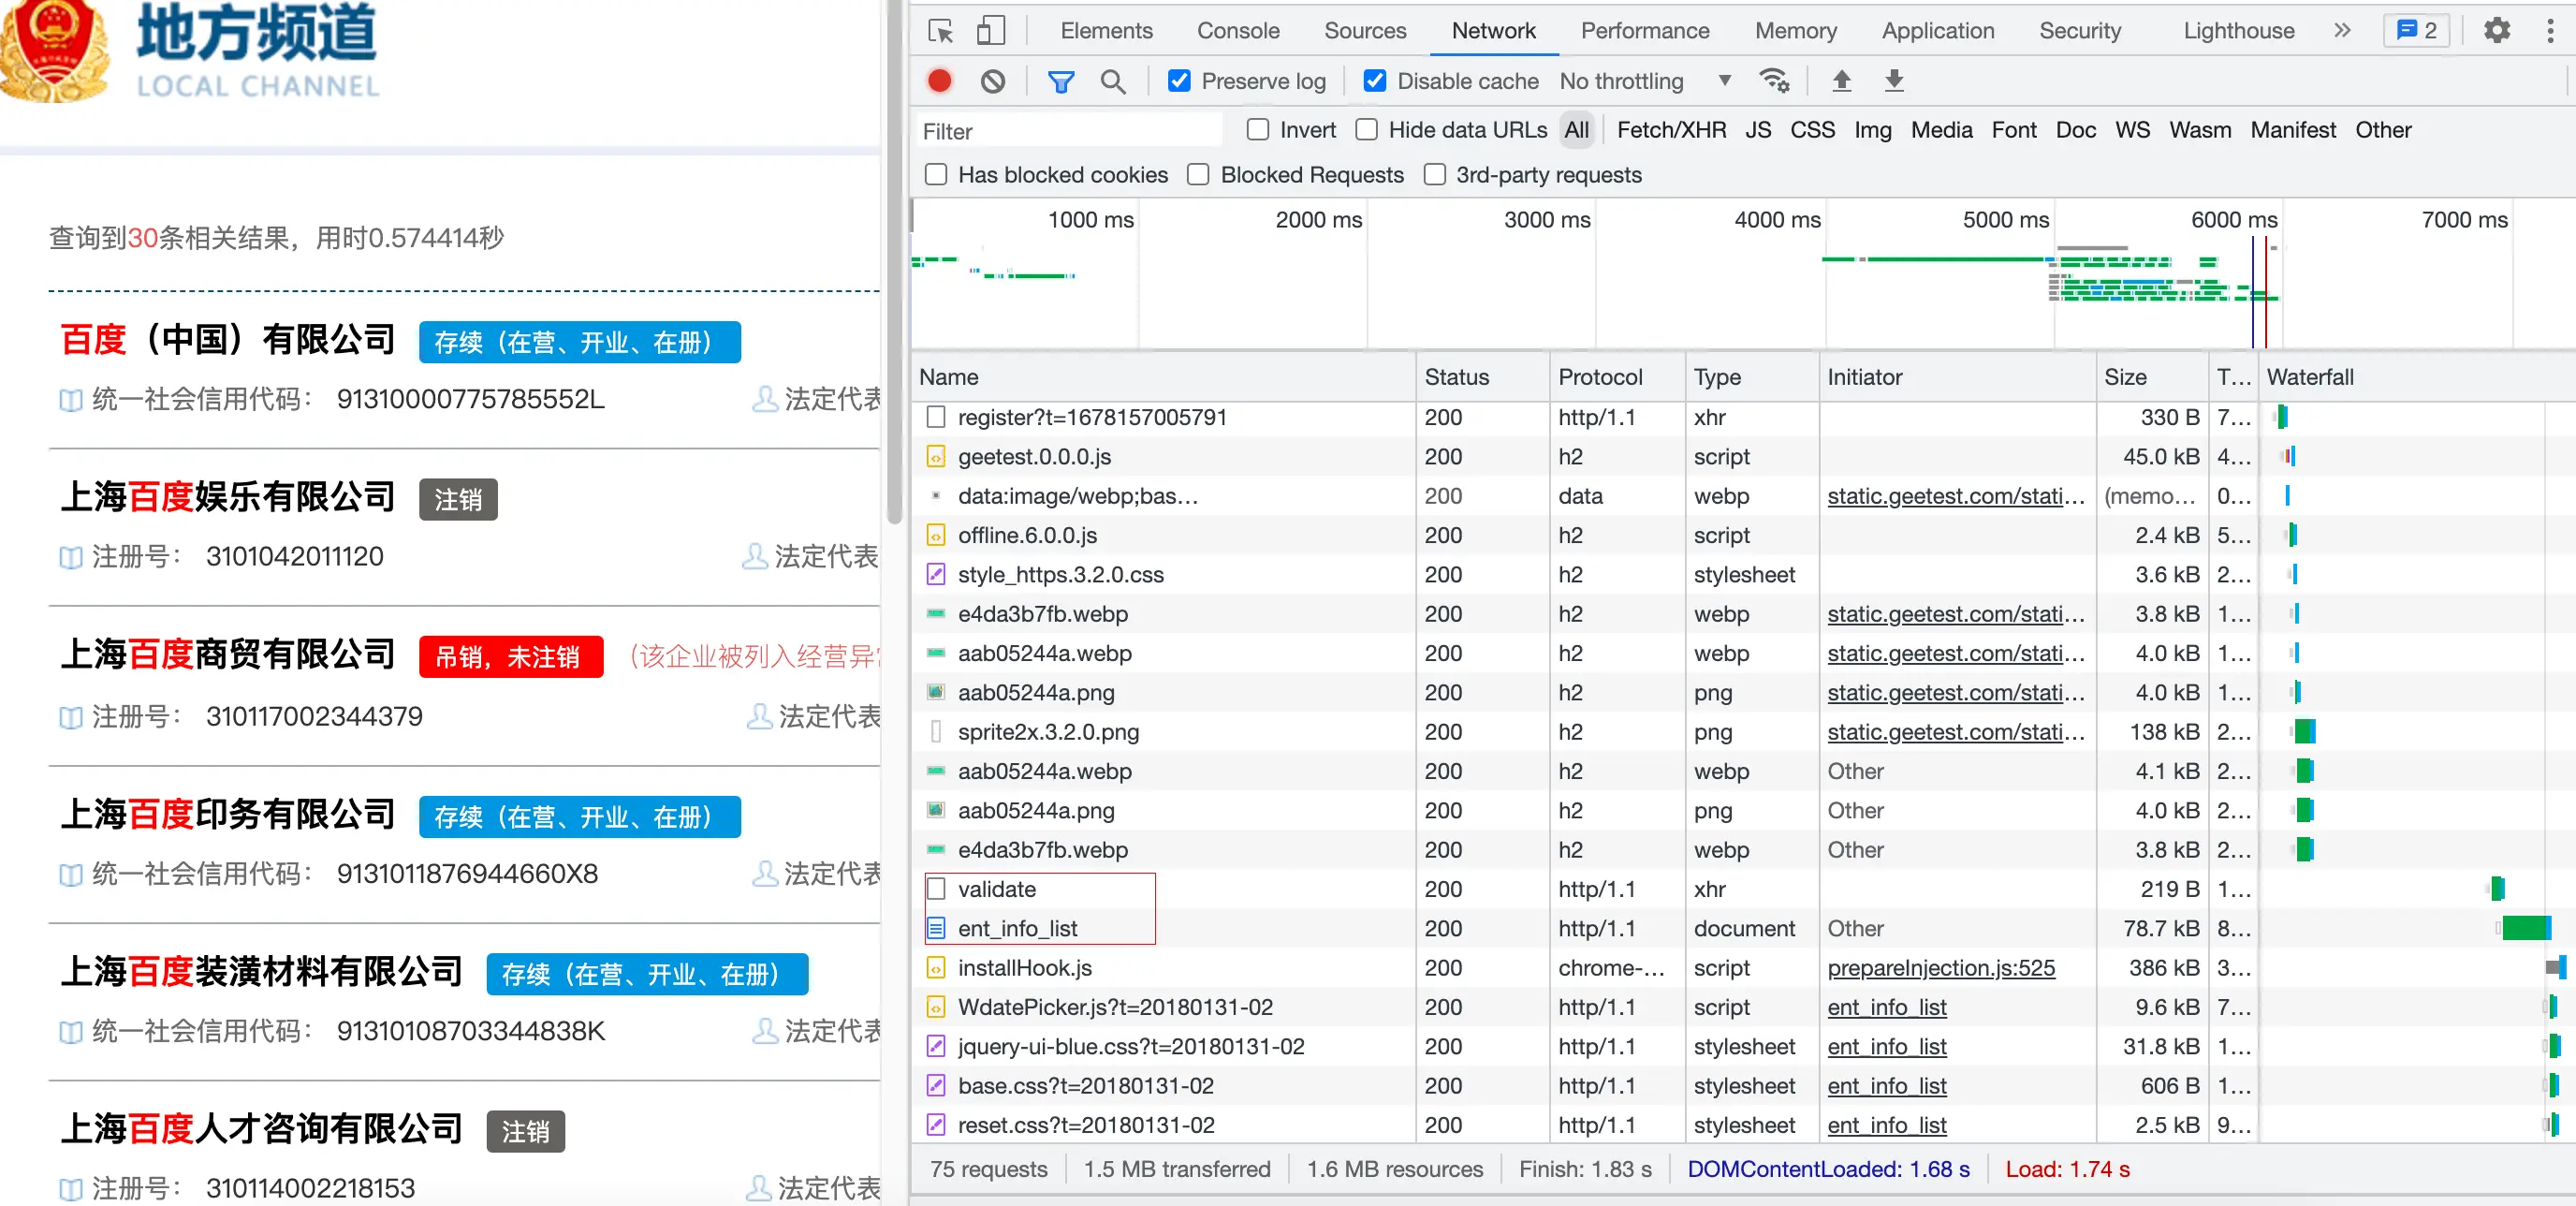 地方频道
LOCAL CHANNEL
查询到30条相关结果，用时0.574414秒
百度（中国）有限公司 存续（在营、开业、在册）
统一社会信用代码： 91310000775785552L 法定代表
上海百度娱乐有限公司 注销
注册号： 3101042011120 法定代表
上海百度商贸有限公司 吊销，未注销 （该企业被列入经营异常
注册号： 310117002344379 法定代表
上海百度印务有限公司 存续（在营、开业、在册）
统一社会信用代码： 9131011876944660X8 法定代表
上海百度装潢材料有限公司 存续（在营、开业、在册）
统一社会信用代码： 91310108703344838K 法定代表
上海百度人才咨询有限公司 注销
注册号： 310114002218153 法定代表
Elements Console Sources Network Performance Memory Application Security Lighthouse 2
Preserve log Disable cache No throttling
Filter Invert Hide data URLs All Fetch/XHR JS CSS Img Media Font Doc WS Wasm Manifest Other
Has blocked cookies Blocked Requests 3rd-party requests
1000 ms 2000 ms 3000 ms 4000 ms 5000 ms 6000 ms 7000 ms
Name Status Protocol Type Initiator Size T... Waterfall
register?t=1678157005791 200 http/1.1 xhr 330 B 7...
geetest.0.0.0.js 200 h2 script 45.0 kB 4...
data:image/webp;bas... 200 data webp static.geetest.com/stati... (memo... 0...
offline.6.0.0.js 200 h2 script 2.4 kB 5...
style_https.3.2.0.css 200 h2 stylesheet 3.6 kB 2...
e4da3b7fb.webp 200 h2 webp static.geetest.com/stati... 3.8 kB 1...
aab05244a.webp 200 h2 webp static.geetest.com/stati... 4.0 kB 1...
aab05244a.png 200 h2 png static.geetest.com/stati... 4.0 kB 1...
sprite2x.3.2.0.png 200 h2 png static.geetest.com/stati... 138 kB 2...
aab05244a.webp 200 h2 webp Other 4.1 kB 2...
aab05244a.png 200 h2 png Other 4.0 kB 2...
e4da3b7fb.webp 200 h2 webp Other 3.8 kB 2...
validate 200 http/1.1 xhr 219 B 1...
ent_info_list 200 http/1.1 document Other 78.7 kB 8...
installHook.js 200 chrome-... script prepareInjection.js:525 386 kB 3...
WdatePicker.js?t=20180131-02 200 http/1.1 script ent_info_list 9.6 kB 7...
jquery-ui-blue.css?t=20180131-02 200 http/1.1 stylesheet ent_info_list 31.8 kB 1...
base.css?t=20180131-02 200 http/1.1 stylesheet ent_info_list 606 B 1...
reset.css?t=20180131-02 200 http/1.1 stylesheet ent_info_list 2.5 kB 9...
75 requests 1.5 MB transferred 1.6 MB resources Finish: 1.83 s DOMContentLoaded: 1.68 s Load: 1.74 s